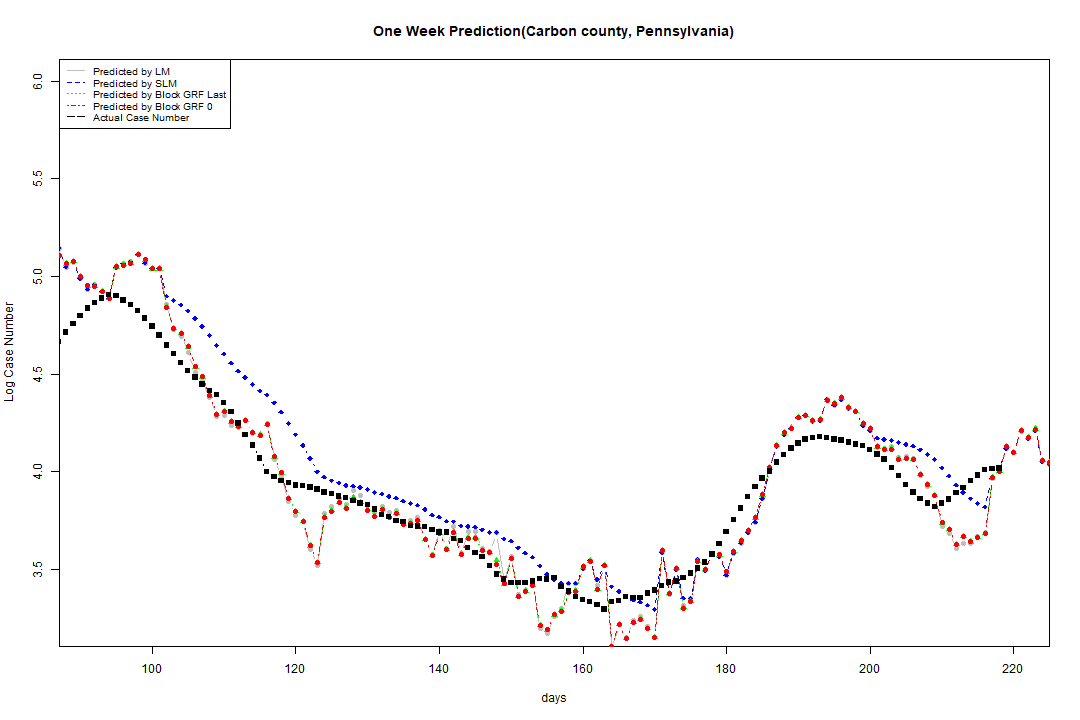 One Week Prediction(Carbon county, Pennsylvania)
Predicted by LM
Predicted by SLM
Predicted by Block GRF Last
Predicted by Block GRF 0
Actual Case Number
6.0
5.5
5.0
4.5
4.0
3.5
Log Case Number
100 120 140 160 180 200 220
days